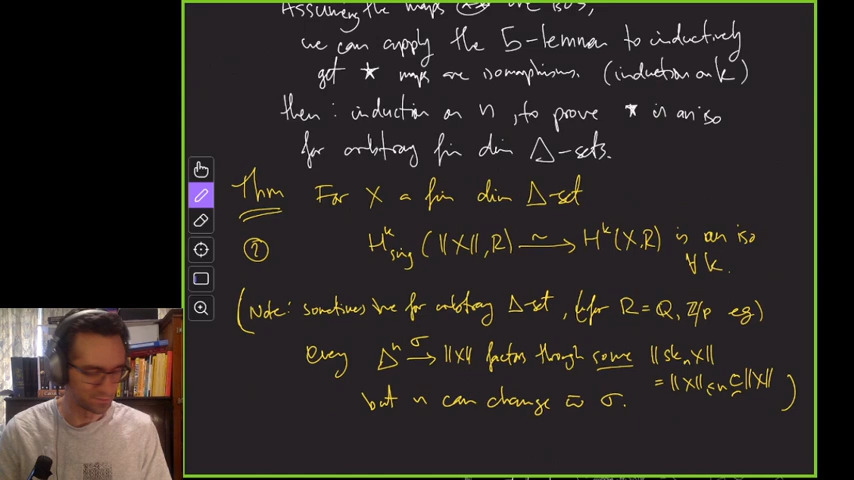 Assuming the maps ⊛ are isos,
we can apply the 5-lemma to inductively
get ★ maps are isomorphisms. (induction on k)
then: induction on n, to prove ★ is an iso
for arbitrary fin dim Δ-sets.
Thm For X a fin dim Δ-set
② H^k_sing (‖X‖, R) ~→ H^k(X,R) is an iso
∀ k.
(Note: sometimes true for arbitrary Δ-set, for R = Q, Z/p eg)
Every Δ^n σ→ ‖X‖ factors through some ‖sk_n X‖
= ‖X‖_≤n ⊆ ‖X‖
but n can change w σ. )